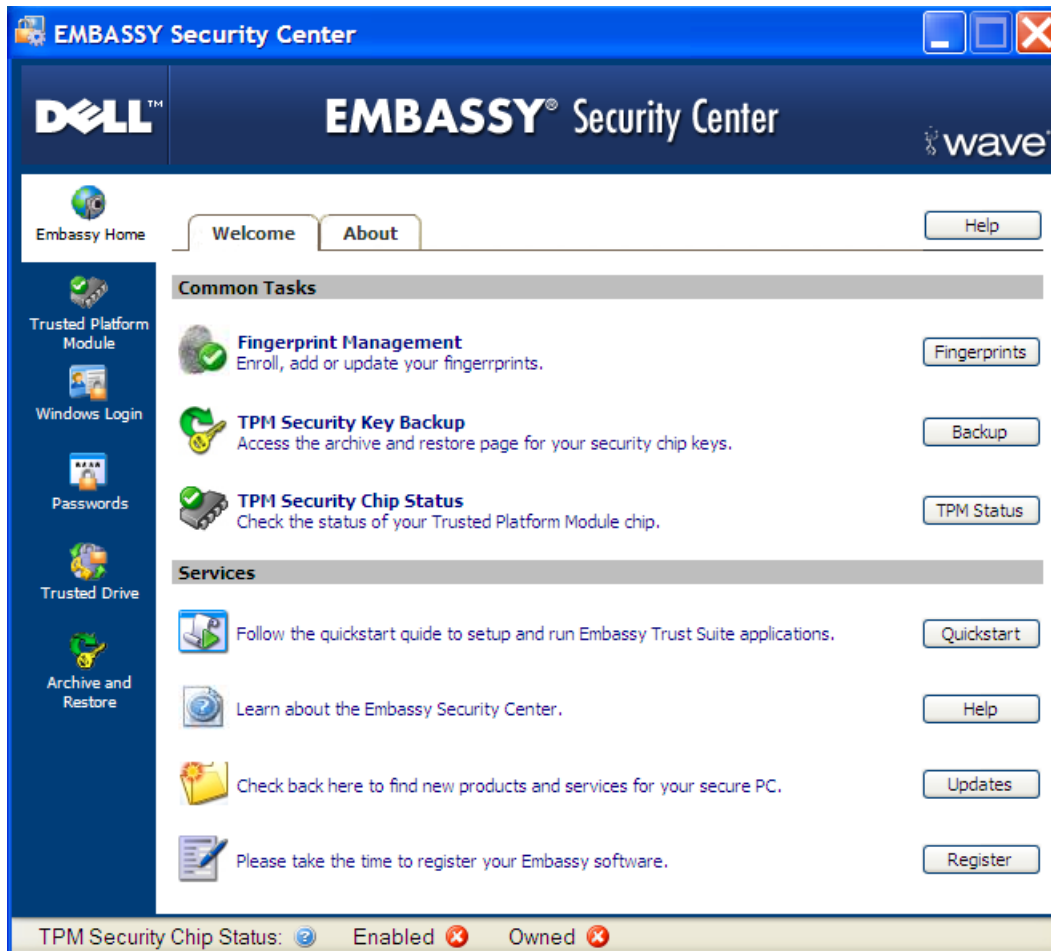 EMBASSY Security Center
DELL™
EMBASSY® Security Center
wave
Embassy Home
Welcome
About
Help
Common Tasks
Trusted Platform
Module
Fingerprint Management
Enroll, add or update your fingerrprints.
Fingerprints
Windows Login
TPM Security Key Backup
Access the archive and restore page for your security chip keys.
Backup
Passwords
TPM Security Chip Status
Check the status of your Trusted Platform Module chip.
TPM Status
Services
Trusted Drive
Follow the quickstart quide to setup and run Embassy Trust Suite applications.
Quickstart
Archive and
Restore
Learn about the Embassy Security Center.
Help
Check back here to find new products and services for your secure PC.
Updates
Please take the time to register your Embassy software.
Register
TPM Security Chip Status: Enabled Owned